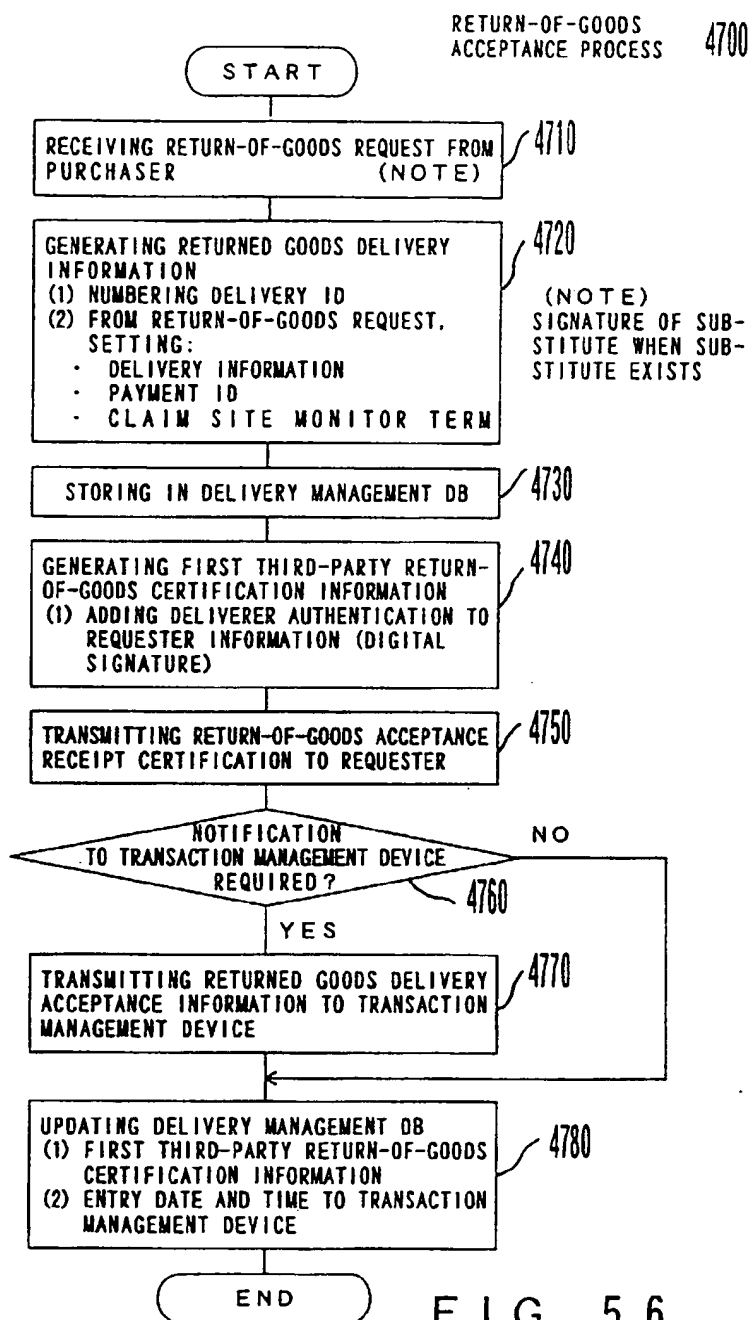 RETURN-OF-GOODS
ACCEPTANCE PROCESS 4700
START
RECEIVING RETURN-OF-GOODS REQUEST FROM
PURCHASER (NOTE)
4710
GENERATING RETURNED GOODS DELIVERY
INFORMATION
(1) NUMBERING DELIVERY ID
(2) FROM RETURN-OF-GOODS REQUEST,
SETTING:
· DELIVERY INFORMATION
· PAYMENT ID
· CLAIM SITE MONITOR TERM
4720
(NOTE)
SIGNATURE OF SUB-
STITUTE WHEN SUB-
STITUTE EXISTS
STORING IN DELIVERY MANAGEMENT DB
4730
GENERATING FIRST THIRD-PARTY RETURN-
OF-GOODS CERTIFICATION INFORMATION
(1) ADDING DELIVERER AUTHENTICATION TO
REQUESTER INFORMATION (DIGITAL
SIGNATURE)
4740
TRANSMITTING RETURN-OF-GOODS ACCEPTANCE
RECEIPT CERTIFICATION TO REQUESTER
4750
NOTIFICATION
TO TRANSACTION MANAGEMENT DEVICE
REQUIRED?
4760
NO
YES
TRANSMITTING RETURNED GOODS DELIVERY
ACCEPTANCE INFORMATION TO TRANSACTION
MANAGEMENT DEVICE
4770
UPDATING DELIVERY MANAGEMENT DB
(1) FIRST THIRD-PARTY RETURN-OF-GOODS
CERTIFICATION INFORMATION
(2) ENTRY DATE AND TIME TO TRANSACTION
MANAGEMENT DEVICE
4780
END
FIG. 56